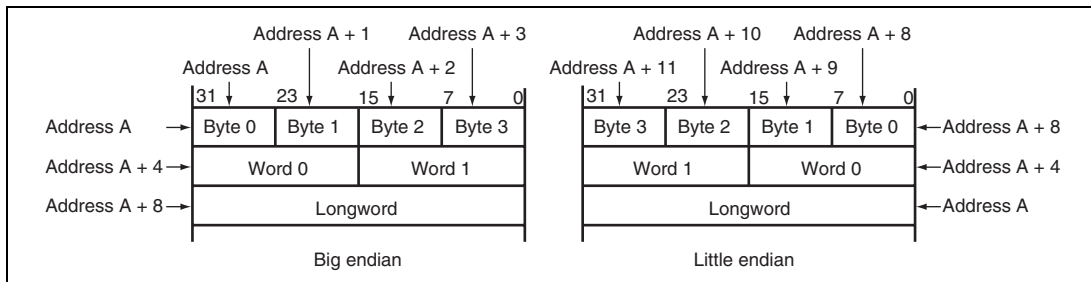 Address A + 1 Address A + 3 Address A + 10 Address A + 8
Address A Address A + 2 Address A + 11 Address A + 9
31 23 15 7 0 31 23 15 7 0
Address A Byte 0 Byte 1 Byte 2 Byte 3 Byte 3 Byte 2 Byte 1 Byte 0 Address A + 8
Address A + 4 Word 0 Word 1 Word 1 Word 0 Address A + 4
Address A + 8 Longword Longword Address A
Big endian Little endian